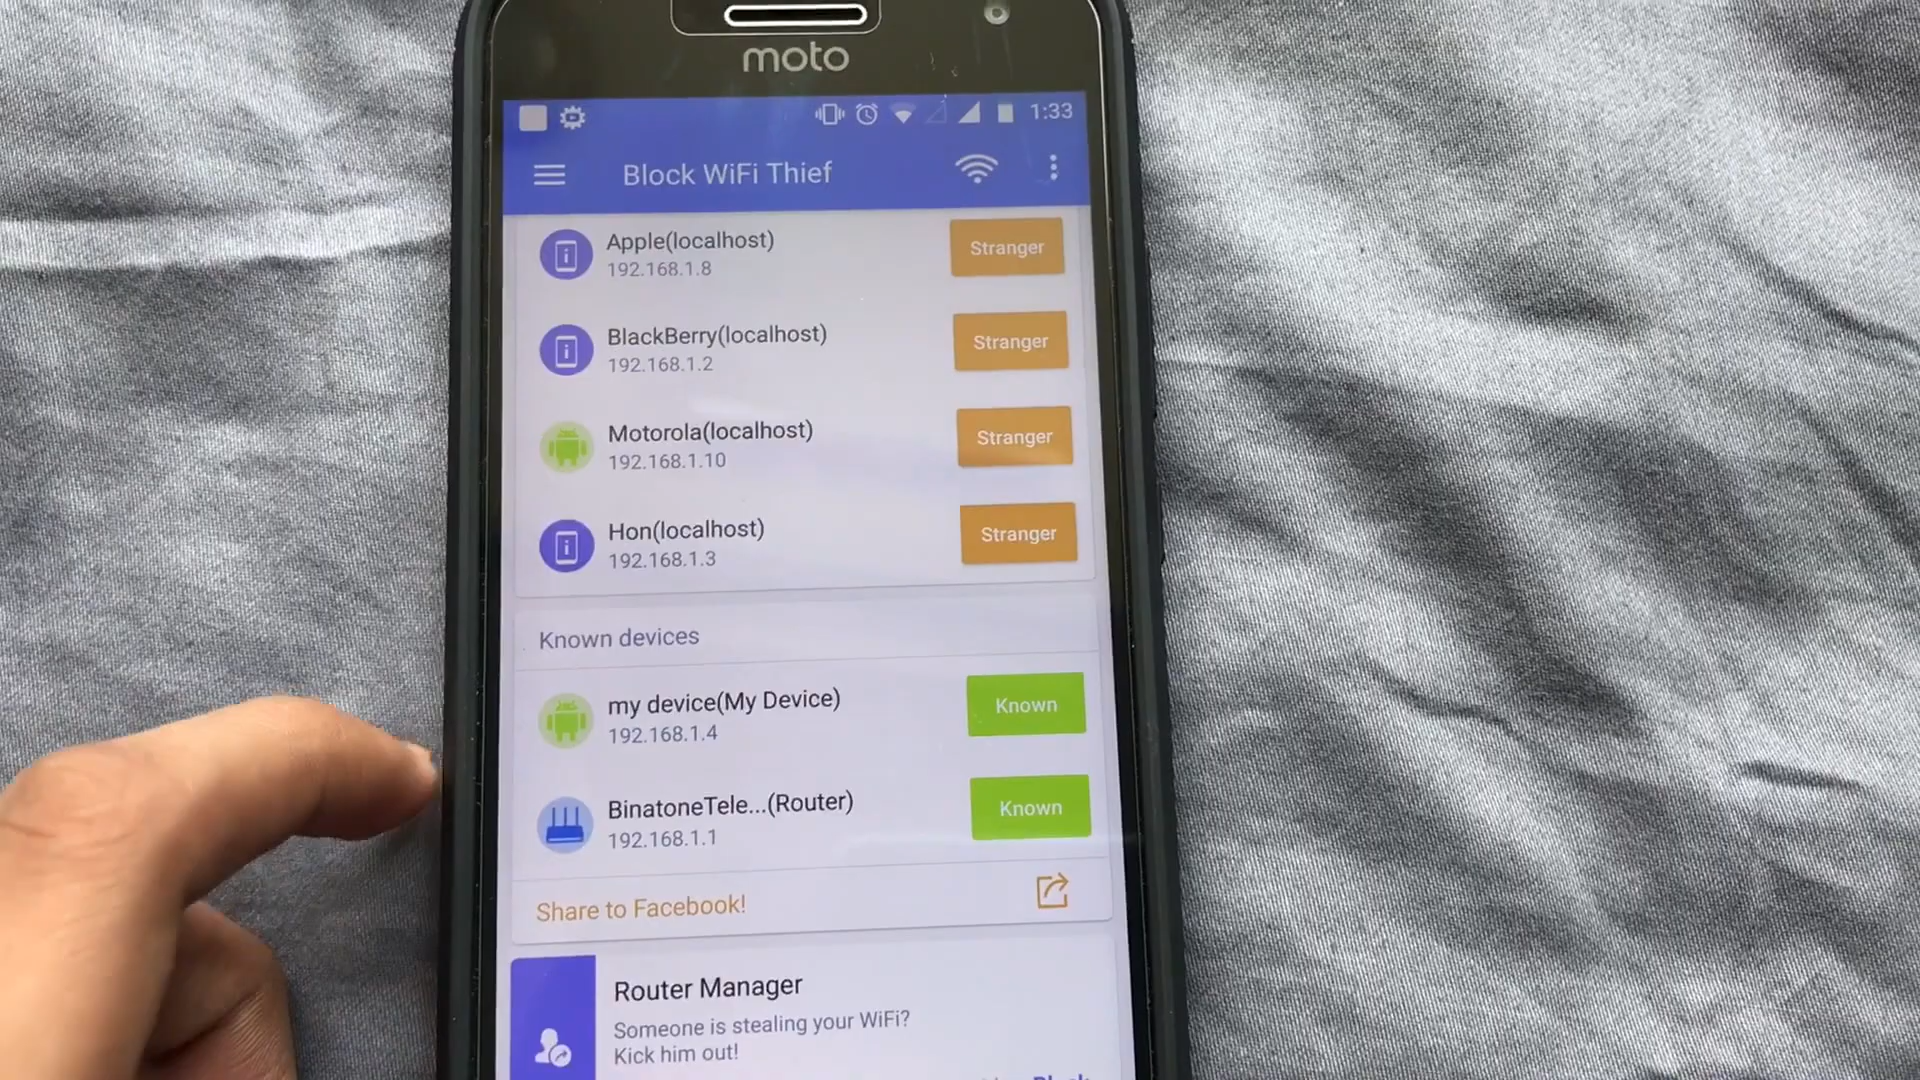 moto
1:33
Block WiFi Thief
Apple(localhost)
192.168.1.8
Stranger
BlackBerry(localhost)
192.168.1.2
Stranger
Motorola(localhost)
192.168.1.10
Stranger
Hon(localhost)
192.168.1.3
Stranger
Known devices
my device(My Device)
192.168.1.4
Known
BinatoneTele...(Router)
192.168.1.1
Known
Share to Facebook!
Router Manager
Someone is stealing your WiFi?
Kick him out!